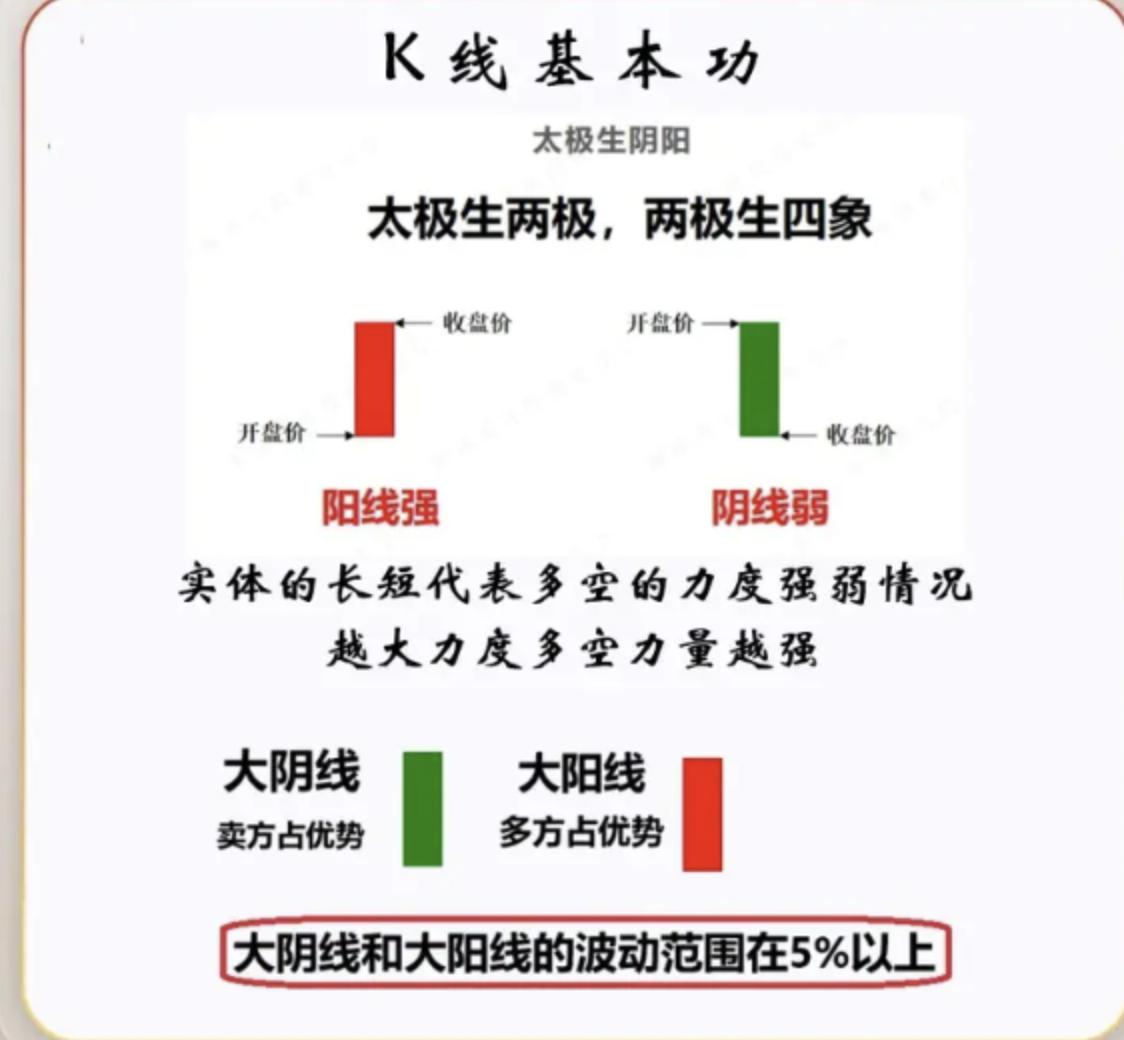 K线基本功
太极生阴阳
太极生两极，两极生四象
收盘价
开盘价
开盘价
收盘价
阳线强
阴线弱
实体的长短代表多空的力度强弱情况
越大力度多空力量越强
大阴线
大阳线
卖方占优势
多方占优势
大阴线和大阳线的波动范围在5%以上